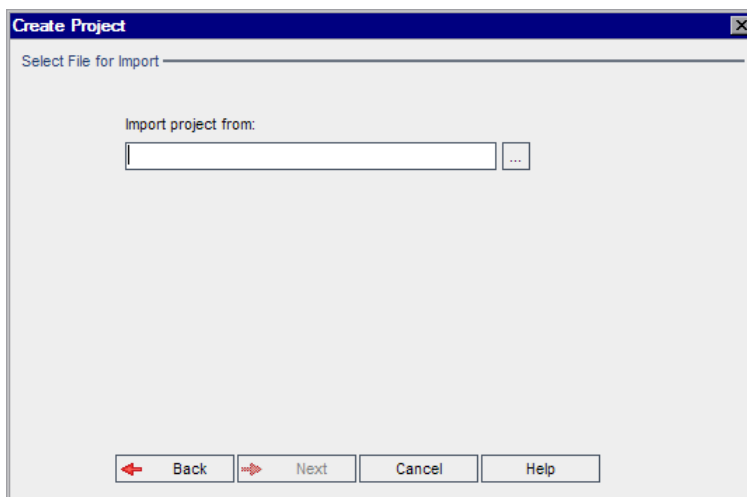 Create Project
Select File for Import
Import project from:
...
Back Next Cancel Help